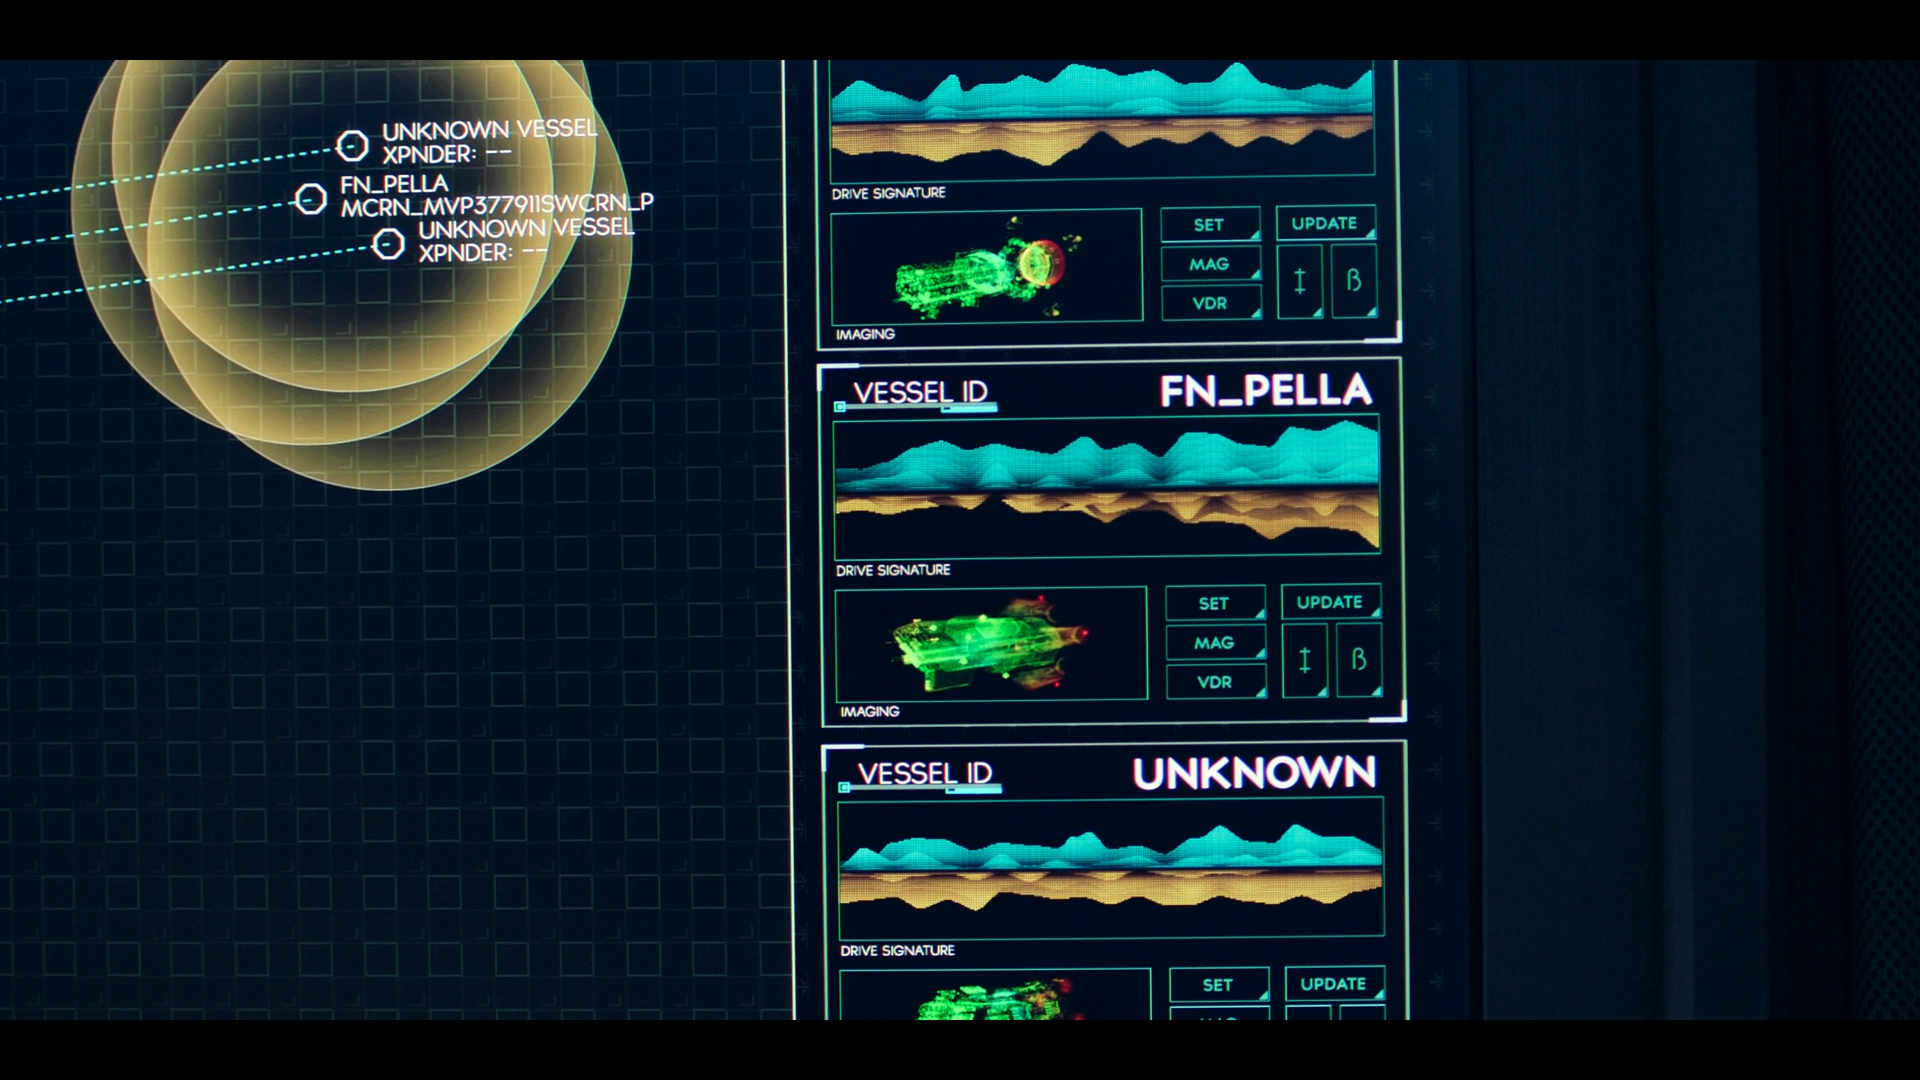 UNKNOWN VESSEL
XPNDER: --
FN_PELLA
MCRN_MVP377911SWCRN_P
UNKNOWN VESSEL
XPNDER: --
DRIVE SIGNATURE
SET
UPDATE
MAG
‡
β
VDR
IMAGING
VESSEL ID
FN_PELLA
DRIVE SIGNATURE
SET
UPDATE
MAG
‡
β
VDR
IMAGING
VESSEL ID
UNKNOWN
DRIVE SIGNATURE
SET
UPDATE